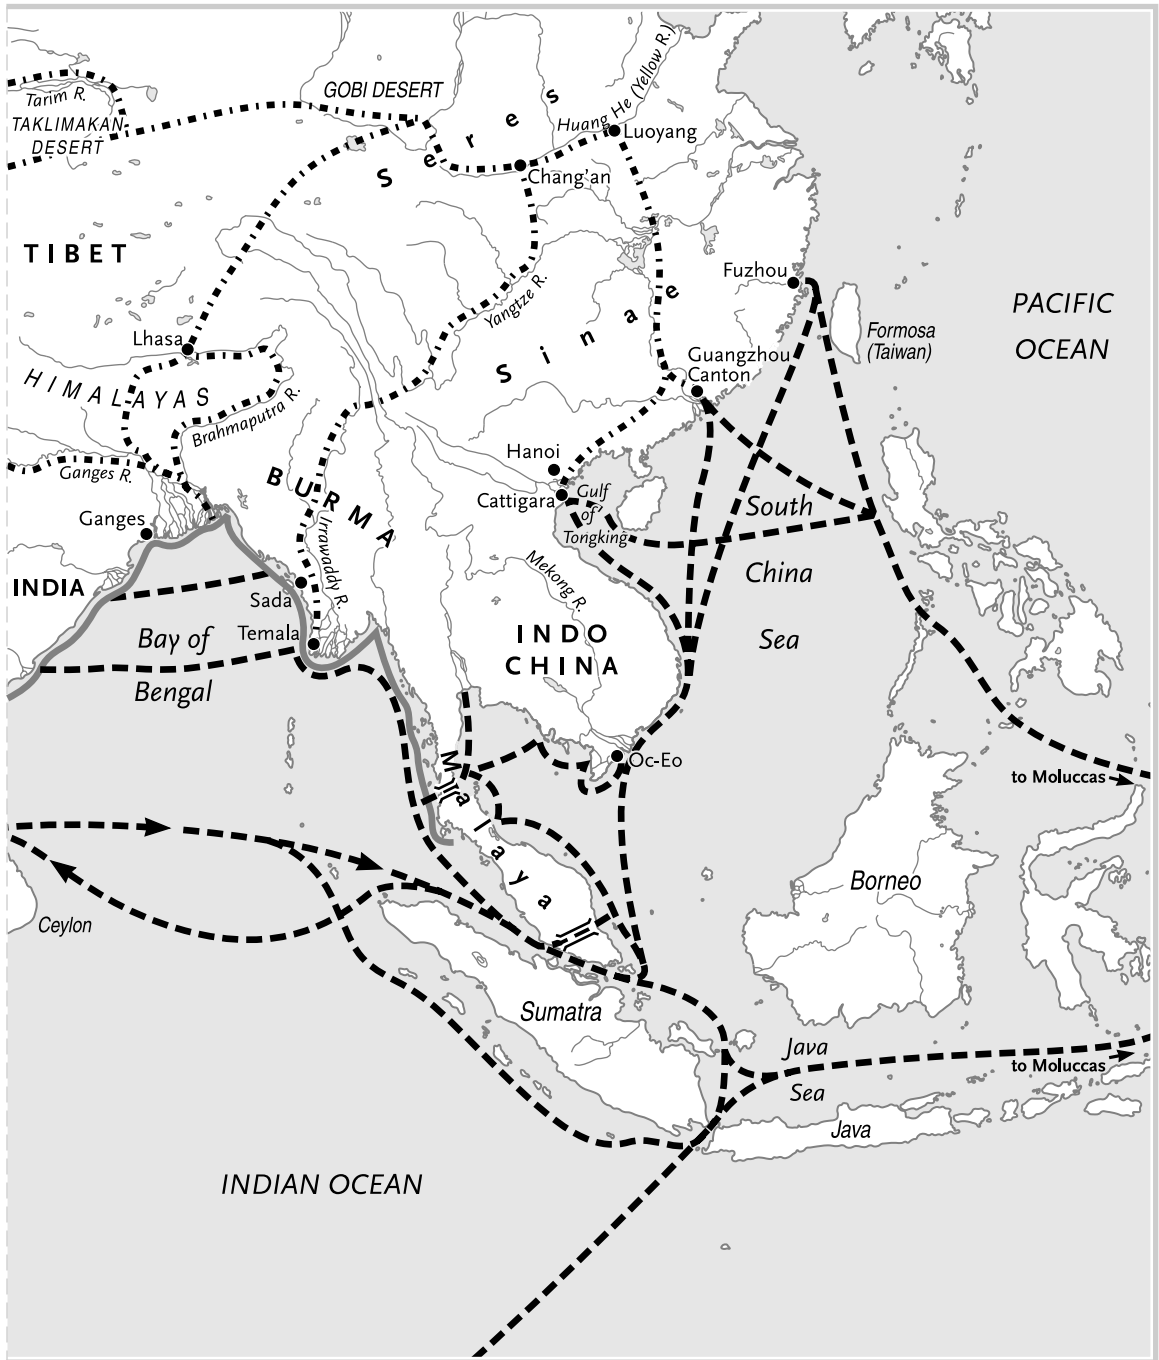 GOBI DESERT
Tarim R.
TAKLIMAKAN
DESERT
Seres
Huang He (Yellow R.)
Luoyang
Chang'an
TIBET
Fuzhou
Yangtze R.
Sinae
PACIFIC
OCEAN
Formosa
(Taiwan)
Lhasa
Guangzhou
Canton
HIMALAYAS
Brahmaputra R.
Hanoi
Ganges R.
BURMA
Cattigara
Gulf
of
Tongking
South
China
Sea
Ganges
Irrawaddy R.
Mekong R.
INDIA
Sada
Temala
Bay of
Bengal
INDO
CHINA
Oc-Eo
Malaya
to Moluccas
Borneo
Ceylon
Sumatra
Java
Sea
to Moluccas
Java
INDIAN OCEAN